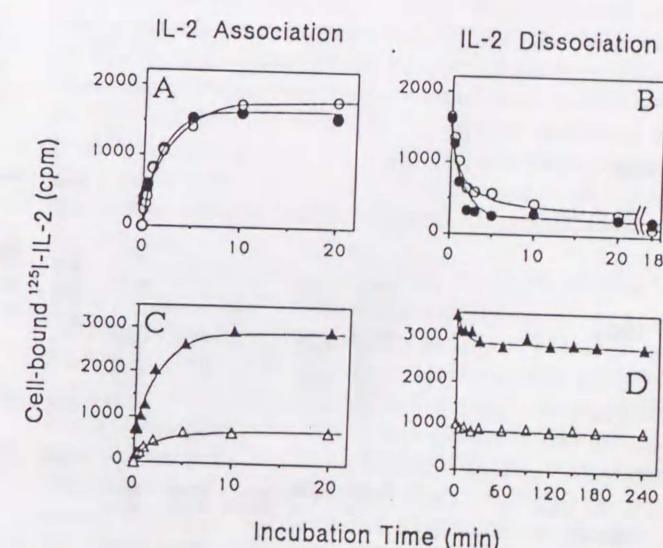 IL-2 Association
IL-2 Dissociation
Cell-bound ¹²⁵I-IL-2 (cpm)
A
2000
1000
0
0 10 20
B
2000
1000
0
0 10 20 180
C
3000
2000
1000
0
0 10 20
D
3000
2000
1000
0
0 60 120 180 240
Incubation Time (min)